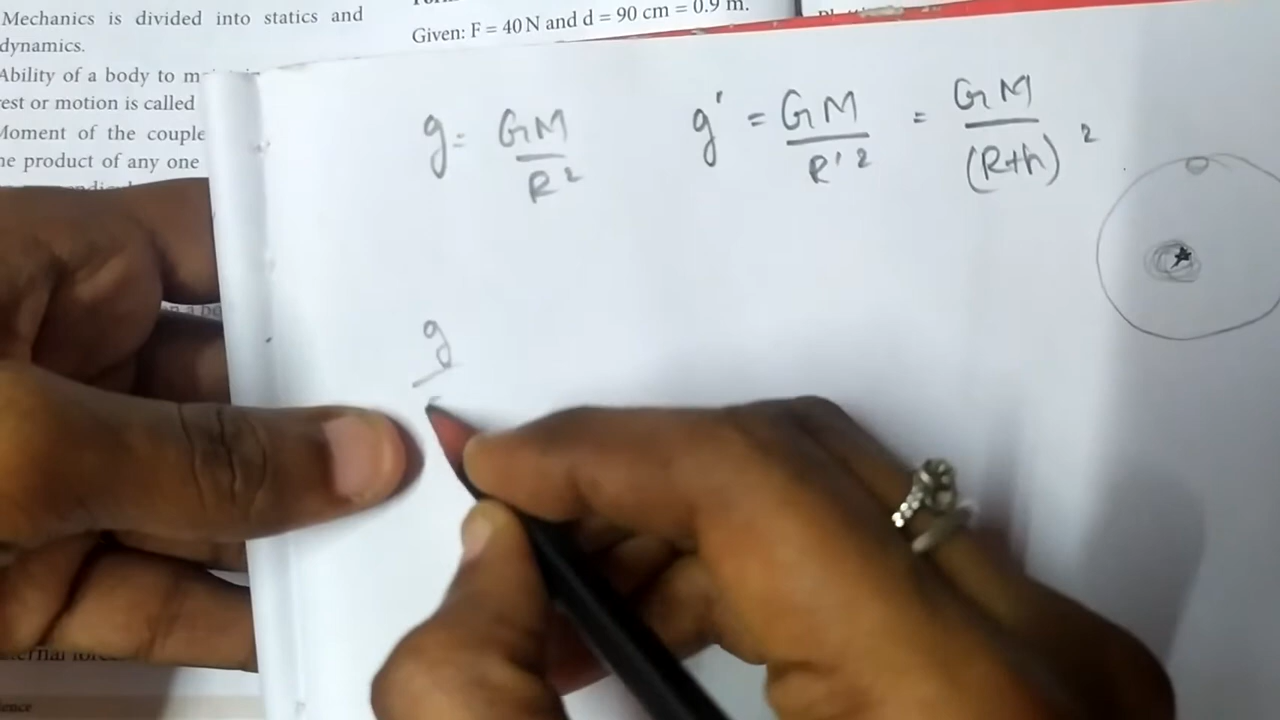 Mechanics is divided into statics and
dynamics.
Ability of a body to
rest or motion is called
Moment of the couple
he product of any one
Given: F = 40 N and d = 90 cm = 0.9 m.
g = GM / R² g' = GM / R'² = GM / (R+h)²
g